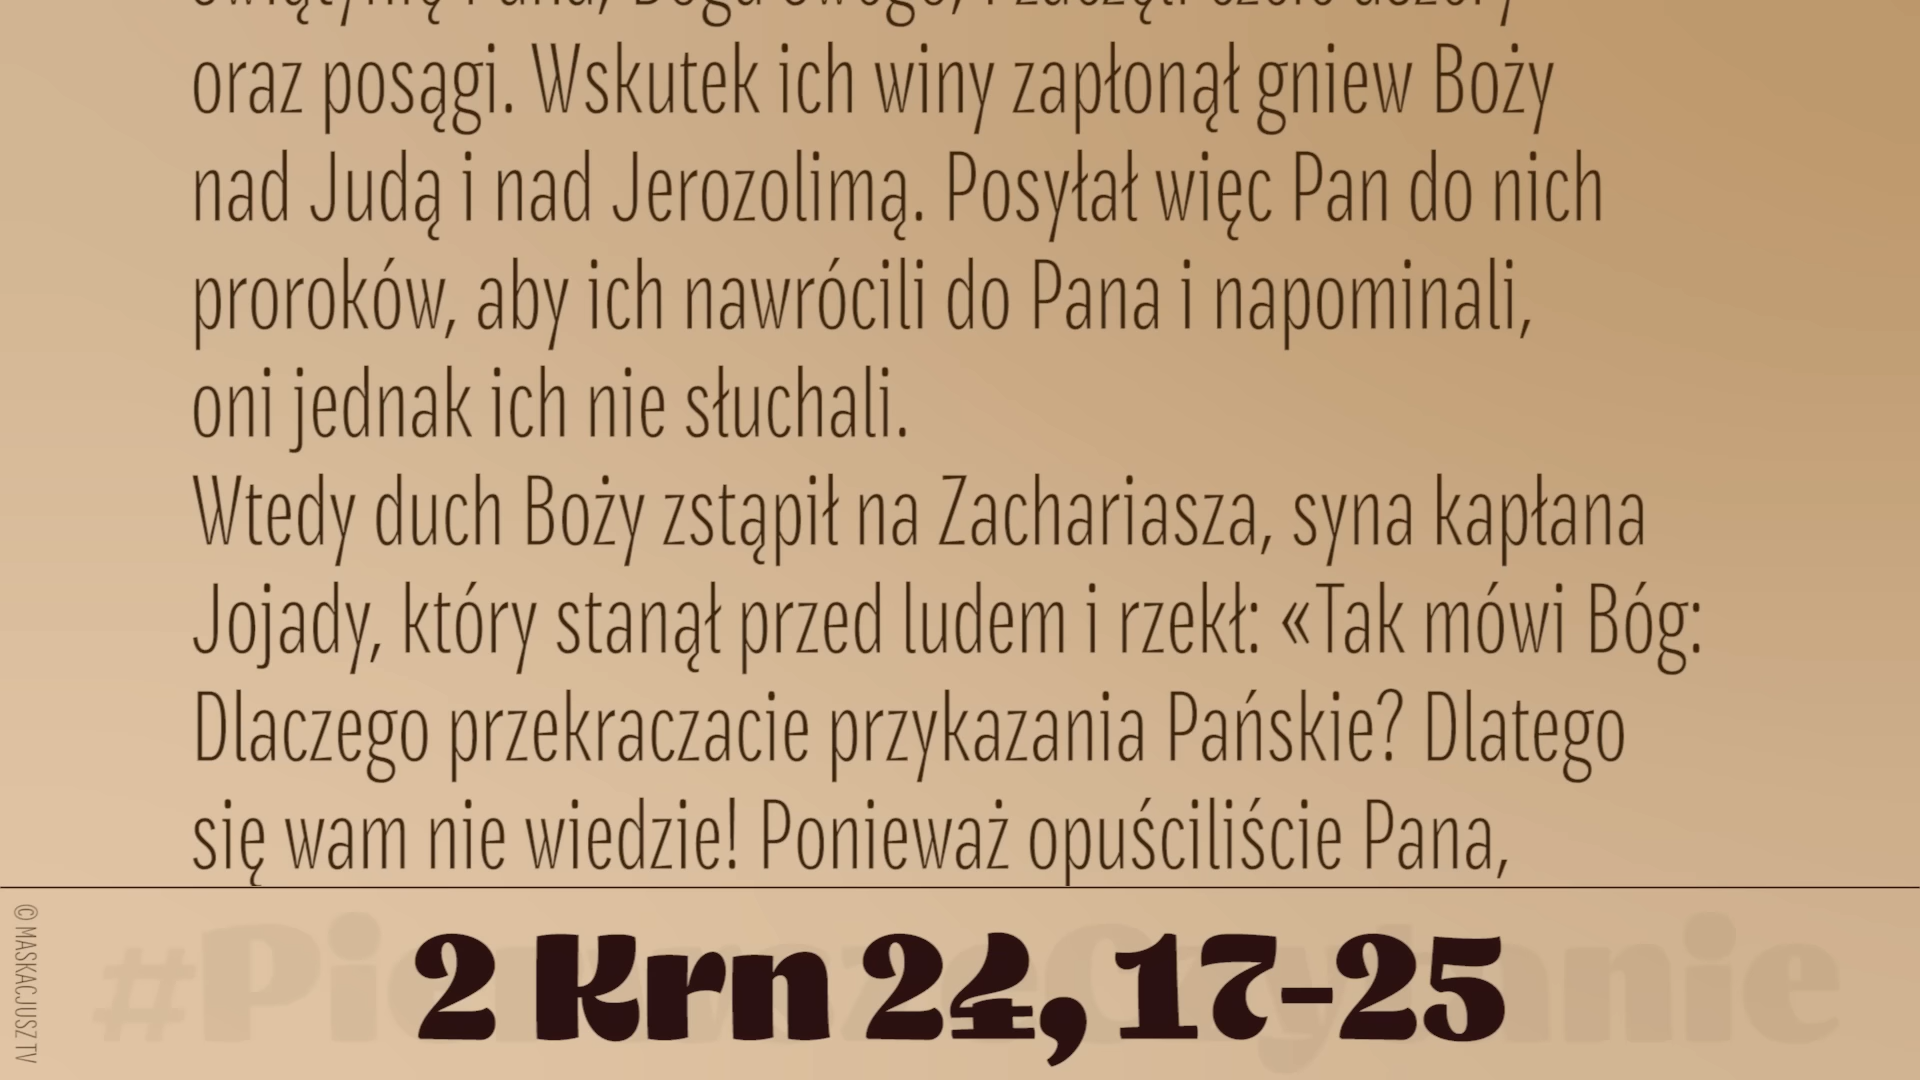 oraz posągi. Wskutek ich winy zapłonął gniew Boży
nad Judą i nad Jerozolimą. Posyłał więc Pan do nich
proroków, aby ich nawrócili do Pana i napominali,
oni jednak ich nie słuchali.
Wtedy duch Boży zstąpił na Zachariasza, syna kapłana
Jojady, który stanął przed ludem i rzekł: «Tak mówi Bóg:
Dlaczego przekraczacie przykazania Pańskie? Dlatego
się wam nie wiedzie! Ponieważ opuściliście Pana,
#PierwszeCzytanie
2 Krn 24, 17-25
© MASKACJUSZ TV